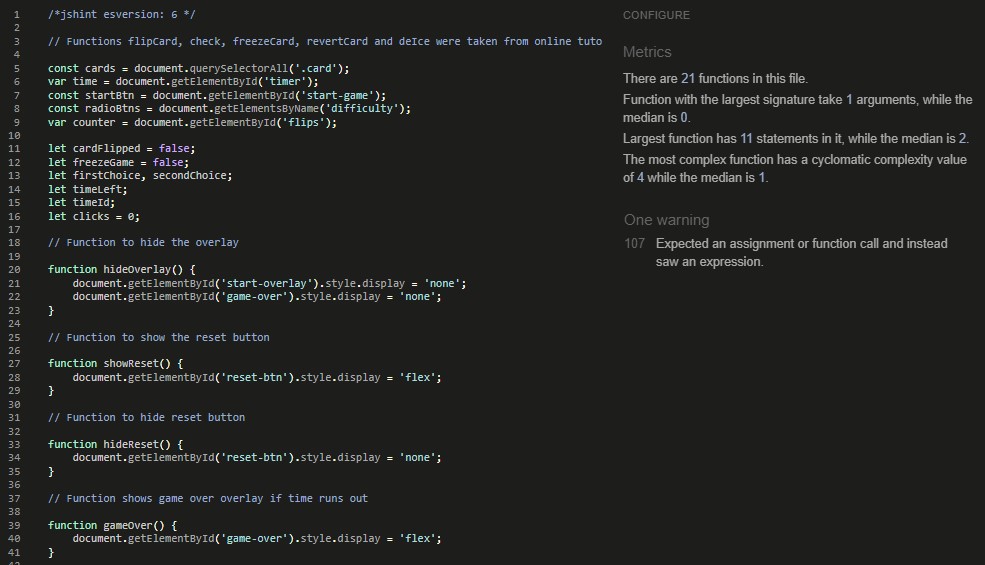 1 /*jshint esversion: 6 */
2
3 // Functions flipCard, check, freezeCard, revertCard and deIce were taken from online tuto
4
5 const cards = document.querySelectorAll('.card');
6 var time = document.getElementById('timer');
7 const startBtn = document.getElementById('start-game');
8 const radioBtns = document.getElementsByName('difficulty');
9 var counter = document.getElementById('flips');
10
11 let cardFlipped = false;
12 let freezeGame = false;
13 let firstChoice, secondChoice;
14 let timeLeft;
15 let timeId;
16 let clicks = 0;
17
18 // Function to hide the overlay
19
20 function hideOverlay() {
21 document.getElementById('start-overlay').style.display = 'none';
22 document.getElementById('game-over').style.display = 'none';
23 }
24
25 // Function to show the reset button
26
27 function showReset() {
28 document.getElementById('reset-btn').style.display = 'flex';
29 }
30
31 // Function to hide reset button
32
33 function hideReset() {
34 document.getElementById('reset-btn').style.display = 'none';
35 }
36
37 // Function shows game over overlay if time runs out
38
39 function gameOver() {
40 document.getElementById('game-over').style.display = 'flex';
41 }
CONFIGURE
Metrics
There are 21 functions in this file.
Function with the largest signature take 1 arguments, while the
median is 0.
Largest function has 11 statements in it, while the median is 2.
The most complex function has a cyclomatic complexity value
of 4 while the median is 1.
One warning
107 Expected an assignment or function call and instead
saw an expression.